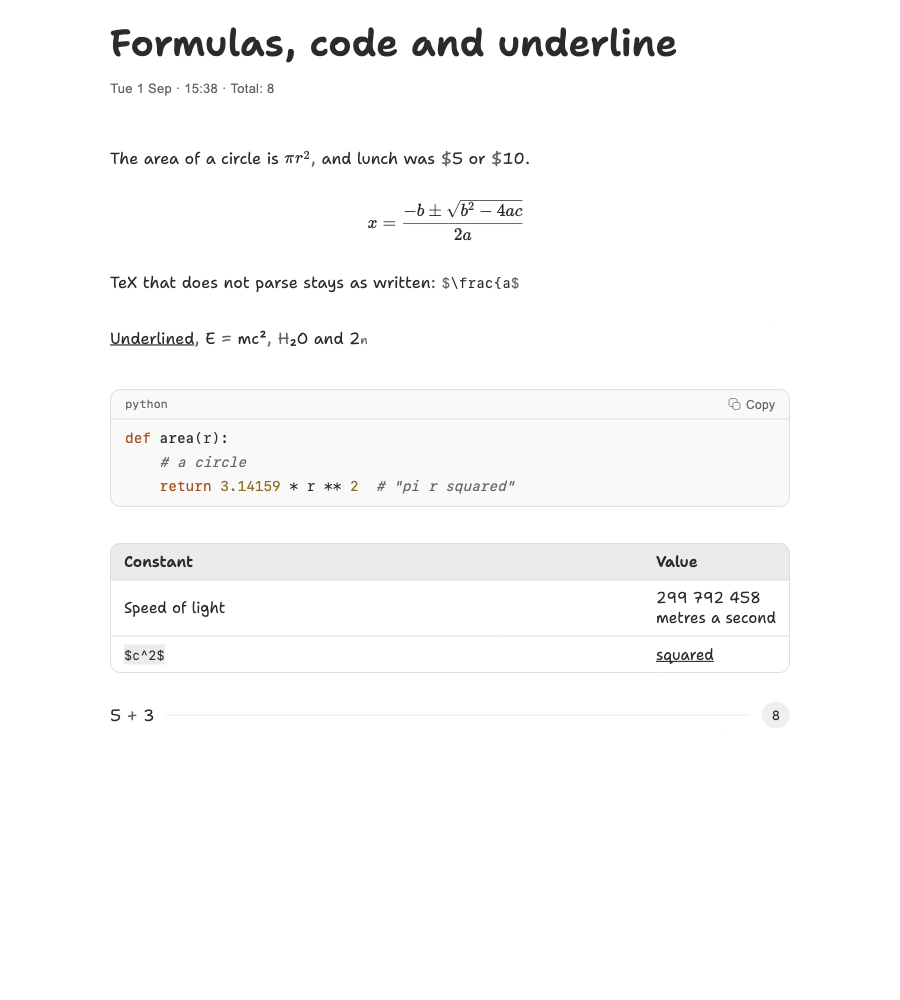 Formulas, code and underline
Tue 1 Sep · 15:38 · Total: 8
The area of a circle is πr², and lunch was $5 or $10.
x = (−b ± √(b² − 4ac)) / 2a
TeX that does not parse stays as written: $\frac{a$
Underlined, E = mc², H₂O and 2ₙ
python Copy
def area(r):
    # a circle
    return 3.14159 * r ** 2  # "pi r squared"
Constant Value
Speed of light 299 792 458
metres a second
$c^2$ squared
5 + 3 8